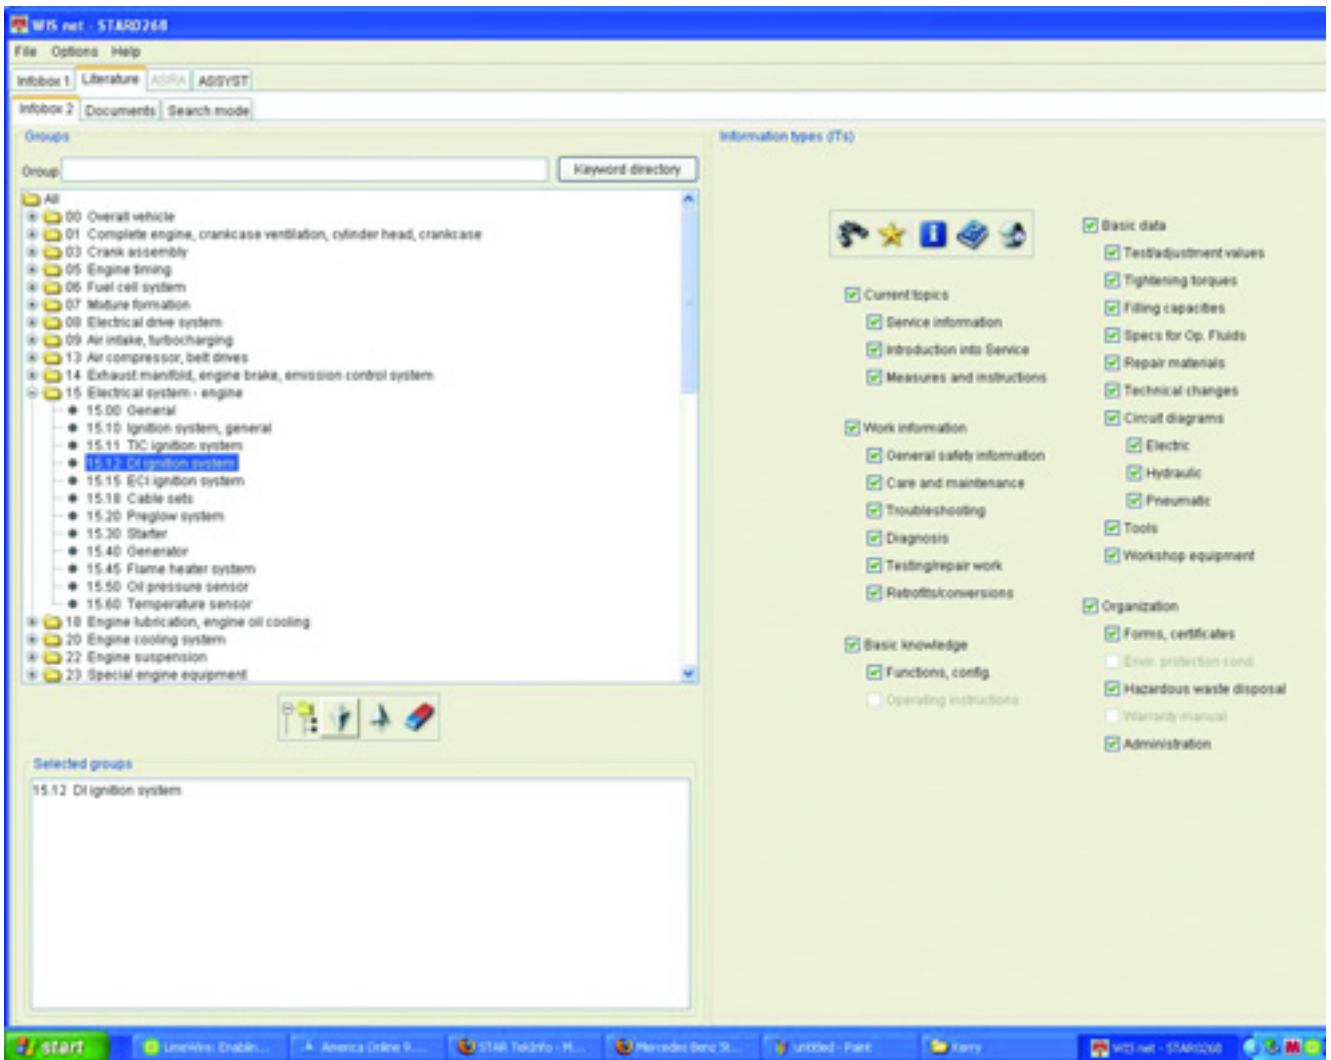 WIS net - STAR0268
File Options Help
Infobox 1 Literature ASRA ASSYST
Infobox 2 Documents Search mode
Groups
Group
Keyword directory
All
00 Overall vehicle
01 Complete engine, crankcase ventilation, cylinder head, crankcase
03 Crank assembly
05 Engine timing
06 Fuel cell system
07 Mixture formation
08 Electrical drive system
09 Air intake, turbocharging
13 Air compressor, belt drives
14 Exhaust manifold, engine brake, emission control system
15 Electrical system - engine
15.00 General
15.10 Ignition system, general
15.11 TIC ignition system
15.12 DI ignition system
15.15 ECI ignition system
15.18 Cable sets
15.20 Preglow system
15.30 Starter
15.40 Generator
15.45 Flame heater system
15.50 Oil pressure sensor
15.60 Temperature sensor
18 Engine lubrication, engine oil cooling
20 Engine cooling system
22 Engine suspension
23 Special engine equipment
Selected groups
15.12 DI ignition system
Information types (ITs)
Current topics
Service information
Introduction into Service
Measures and instructions
Work information
General safety information
Care and maintenance
Troubleshooting
Diagnosis
Testing/repair work
Retrofits/conversions
Basic knowledge
Functions, config.
Operating instructions
Basic data
Test/adjustment values
Tightening torques
Filling capacities
Specs for Op. Fluids
Repair materials
Technical changes
Circuit diagrams
Electric
Hydraulic
Pneumatic
Tools
Workshop equipment
Organization
Forms, certificates
Envir. protection cond.
Hazardous waste disposal
Warranty manual
Administration
start LimeWire: Enablin... America Online 9.... STAR TekInfo - M... Mercedes Benz St... untitled - Paint Kerry WIS net - STAR0268